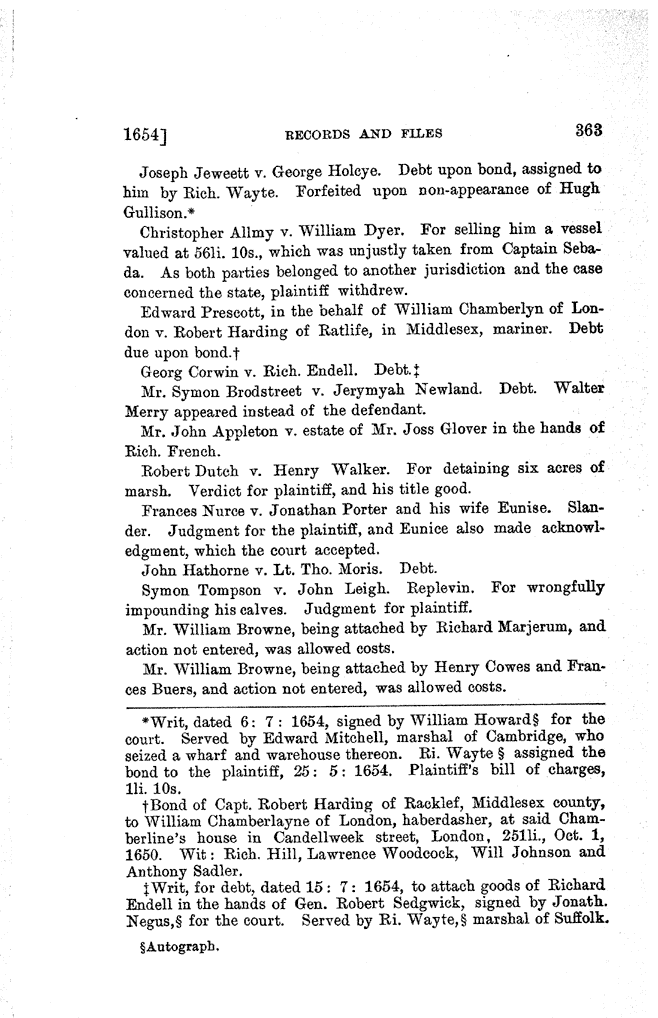 1654] RECORDS AND FILES 363
Joseph Jeweett v. George Holcye. Debt upon bond, assigned to
him by Rich. Wayte. Forfeited upon non-appearance of Hugh
Gullison.*
Christopher Allmy v. William Dyer. For selling him a vessel
valued at 56li. 10s., which was unjustly taken from Captain Seba-
da. As both parties belonged to another jurisdiction and the case
concerned the state, plaintiff withdrew.
Edward Prescott, in the behalf of William Chamberlyn of Lon-
don v. Robert Harding of Ratlife, in Middlesex, mariner. Debt
due upon bond.†
Georg Corwin v. Rich. Endell. Debt.‡
Mr. Symon Brodstreet v. Jerymyah Newland. Debt. Walter
Merry appeared instead of the defendant.
Mr. John Appleton v. estate of Mr. Joss Glover in the hands of
Rich. French.
Robert Dutch v. Henry Walker. For detaining six acres of
marsh. Verdict for plaintiff, and his title good.
Frances Nurce v. Jonathan Porter and his wife Eunise. Slan-
der. Judgment for the plaintiff, and Eunice also made acknowl-
edgment, which the court accepted.
John Hathorne v. Lt. Tho. Moris. Debt.
Symon Tompson v. John Leigh. Replevin. For wrongfully
impounding his calves. Judgment for plaintiff.
Mr. William Browne, being attached by Richard Marjerum, and
action not entered, was allowed costs.
Mr. William Browne, being attached by Henry Cowes and Fran-
ces Buers, and action not entered, was allowed costs.
*Writ, dated 6: 7: 1654, signed by William Howard§ for the
court. Served by Edward Mitchell, marshal of Cambridge, who
seized a wharf and warehouse thereon. Ri. Wayte § assigned the
bond to the plaintiff, 25: 5: 1654. Plaintiff's bill of charges,
1li. 10s.
†Bond of Capt. Robert Harding of Racklef, Middlesex county,
to William Chamberlayne of London, haberdasher, at said Cham-
berline's house in Candellweek street, London, 251li., Oct. 1,
1650. Wit: Rich. Hill, Lawrence Woodcock, Will Johnson and
Anthony Sadler.
‡Writ, for debt, dated 15: 7: 1654, to attach goods of Richard
Endell in the hands of Gen. Robert Sedgwick, signed by Jonath.
Negus,§ for the court. Served by Ri. Wayte,§ marshal of Suffolk.
§Autograph.